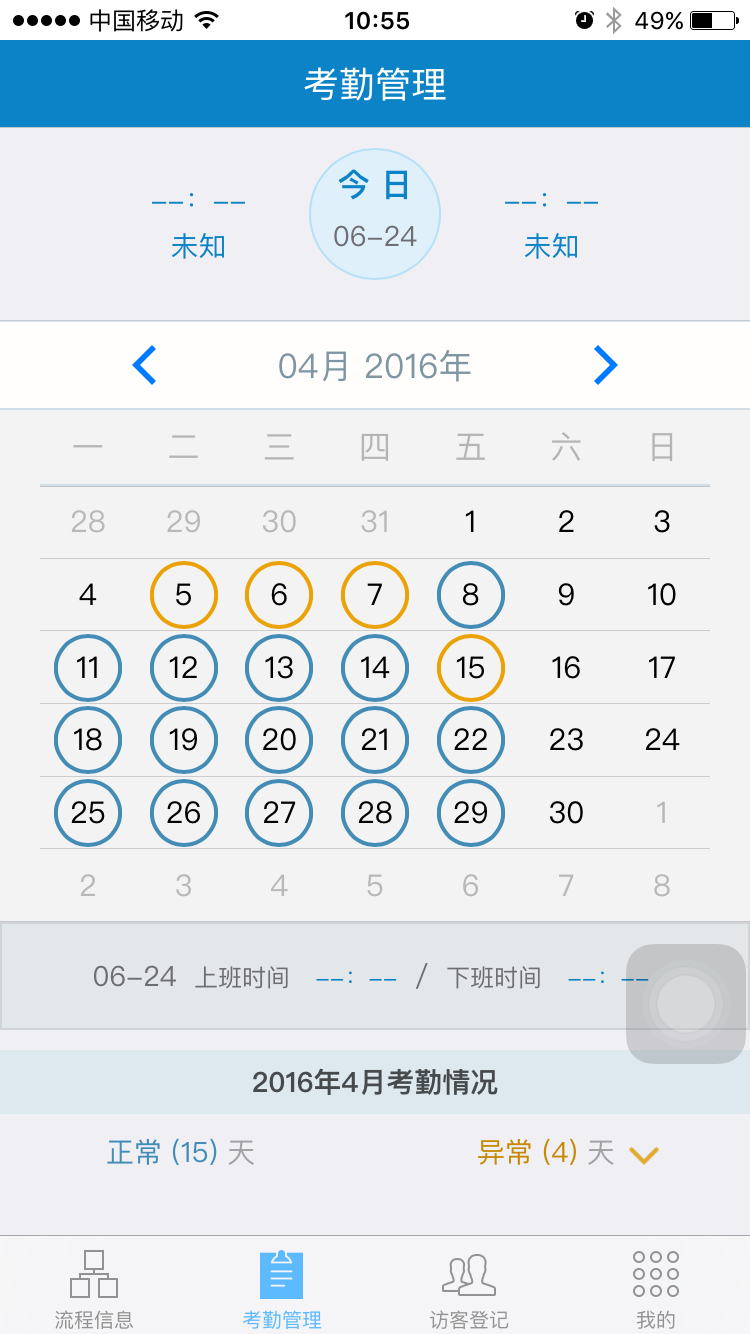 中国移动 10:55 49%
考勤管理
今日
--: -- 06-24 --: --
未知 未知
04月 2016年
一 二 三 四 五 六 日
28 29 30 31 1 2 3
4 5 6 7 8 9 10
11 12 13 14 15 16 17
18 19 20 21 22 23 24
25 26 27 28 29 30 1
2 3 4 5 6 7 8
06-24 上班时间 --: -- / 下班时间 --: --
2016年4月考勤情况
正常 (15) 天 异常 (4) 天
流程信息 考勤管理 访客登记 我的